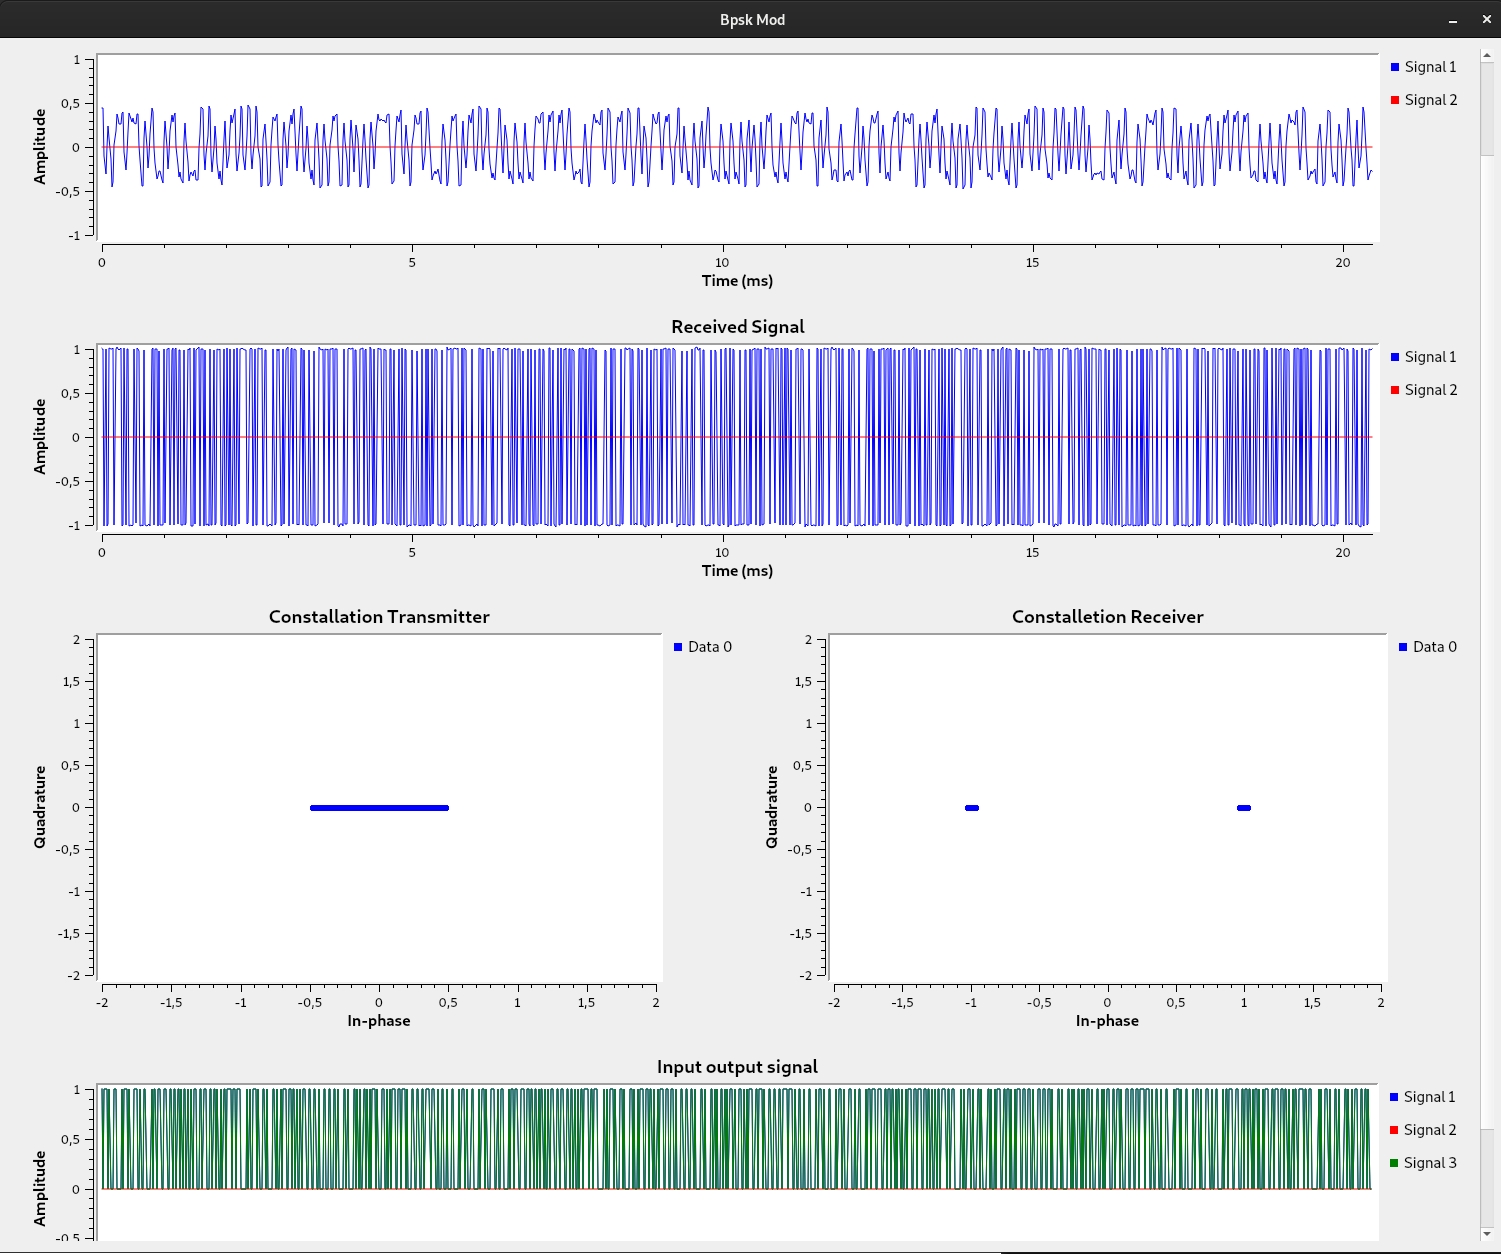 Bpsk Mod
1
0,5
0
-0,5
-1
Amplitude
0 5 10 15 20
Time (ms)
Signal 1
Signal 2
Received Signal
1
0,5
0
-0,5
-1
Amplitude
0 5 10 15 20
Time (ms)
Signal 1
Signal 2
Constallation Transmitter
2
1,5
1
0,5
0
-0,5
-1
-1,5
-2
Quadrature
-2 -1,5 -1 -0,5 0 0,5 1 1,5 2
In-phase
Data 0
Constalletion Receiver
2
1,5
1
0,5
0
-0,5
-1
-1,5
-2
Quadrature
-2 -1,5 -1 -0,5 0 0,5 1 1,5 2
In-phase
Data 0
Input output signal
1
0,5
0
-0,5
Amplitude
Signal 1
Signal 2
Signal 3